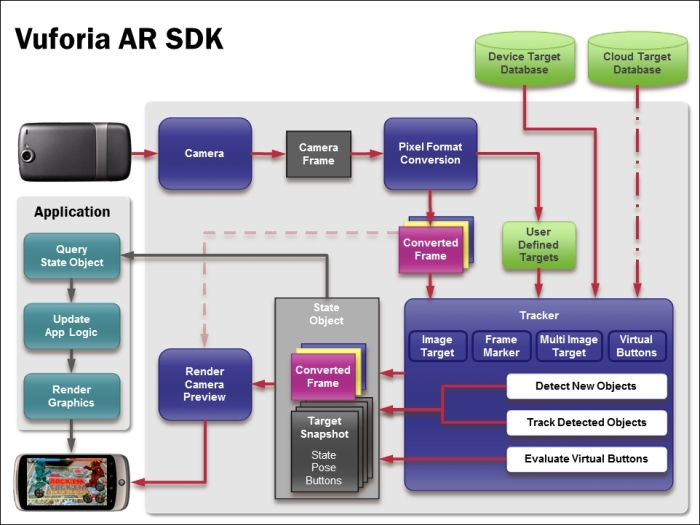 Vuforia AR SDK
Device Target
Database
Cloud Target
Database
Camera
Camera
Frame
Pixel Format
Conversion
Application
Query
State Object
Update
App Logic
Render
Graphics
Converted
Frame
User
Defined
Targets
State
Object
Converted
Frame
Target
Snapshot
State
Pose
Buttons
Render
Camera
Preview
Tracker
Image
Target
Frame
Marker
Multi Image
Target
Virtual
Buttons
Detect New Objects
Track Detected Objects
Evaluate Virtual Buttons